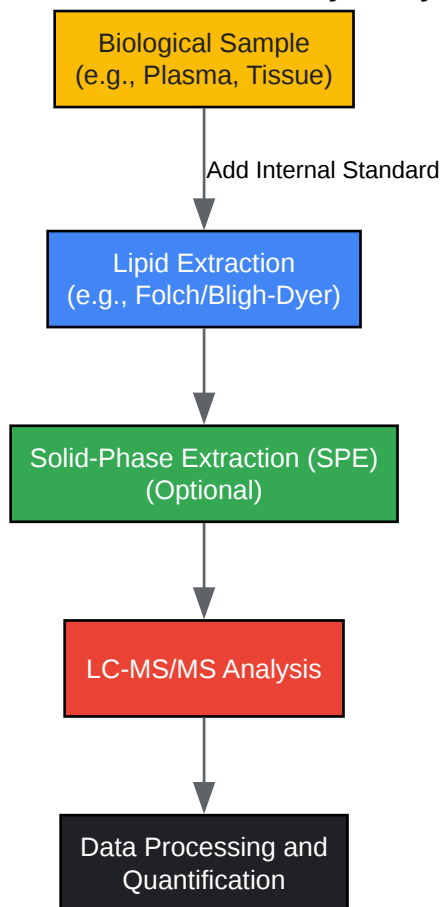 Biological Sample
(e.g., Plasma, Tissue)
Add Internal Standard
Lipid Extraction
(e.g., Folch/Bligh-Dyer)
Solid-Phase Extraction (SPE)
(Optional)
LC-MS/MS Analysis
Data Processing and
Quantification